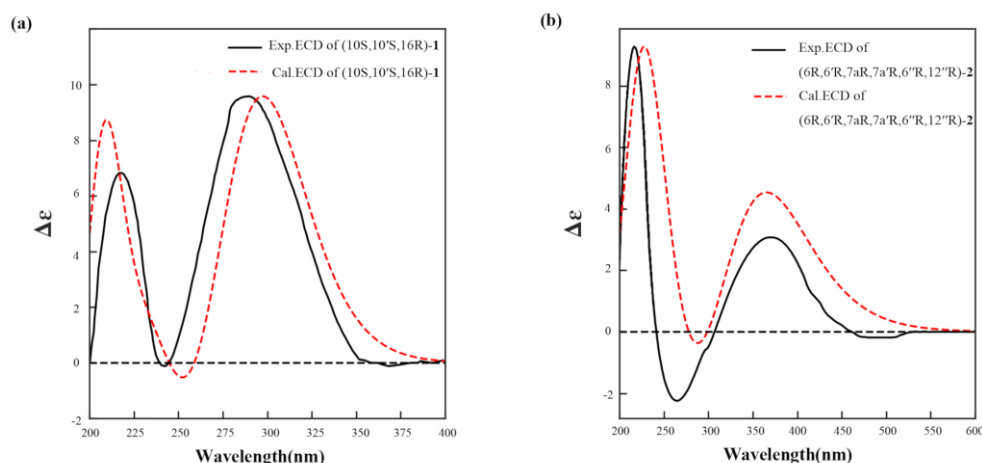 (a)
Exp.ECD of (10S,10′S,16R)-1
Cal.ECD of (10S,10′S,16R)-1
10
8
6
4
2
0
-2
Δε
200 225 250 275 300 325 350 375 400
Wavelength(nm)
(b)
Exp.ECD of
(6R,6′R,7aR,7a′R,6″R,12″R)-2
Cal.ECD of
(6R,6′R,7aR,7a′R,6″R,12″R)-2
8
6
4
2
0
-2
Δε
200 250 300 350 400 450 500 550 600
Wavelength(nm)